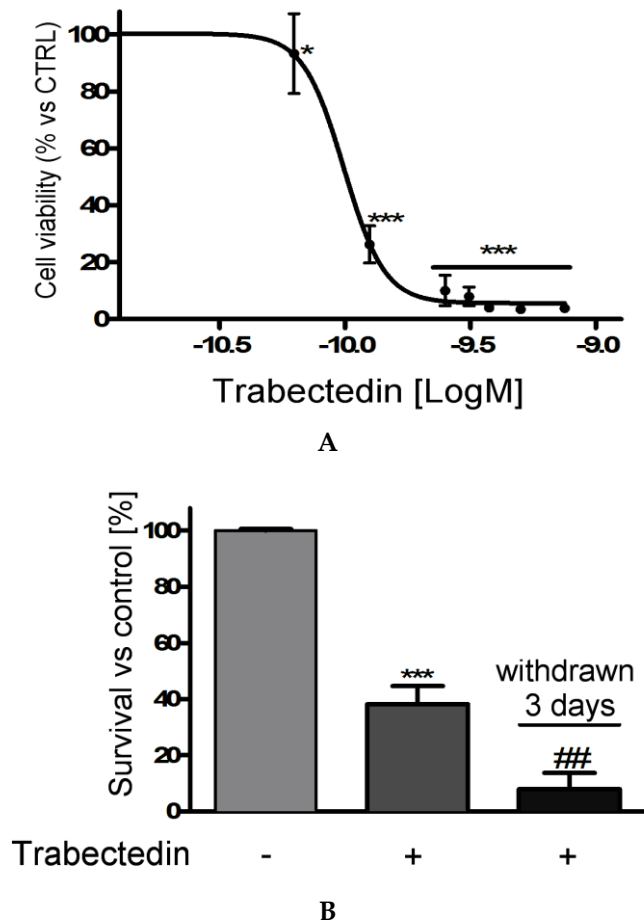 Cell viability (% vs CTRL)
100
80
60
40
20
0
*
***
***
-10.5 -10.0 -9.5 -9.0
Trabectedin [LogM]
A
Survival vs control [%]
100
80
60
40
20
0
***
withdrawn
3 days
##
Trabectedin - + +
B